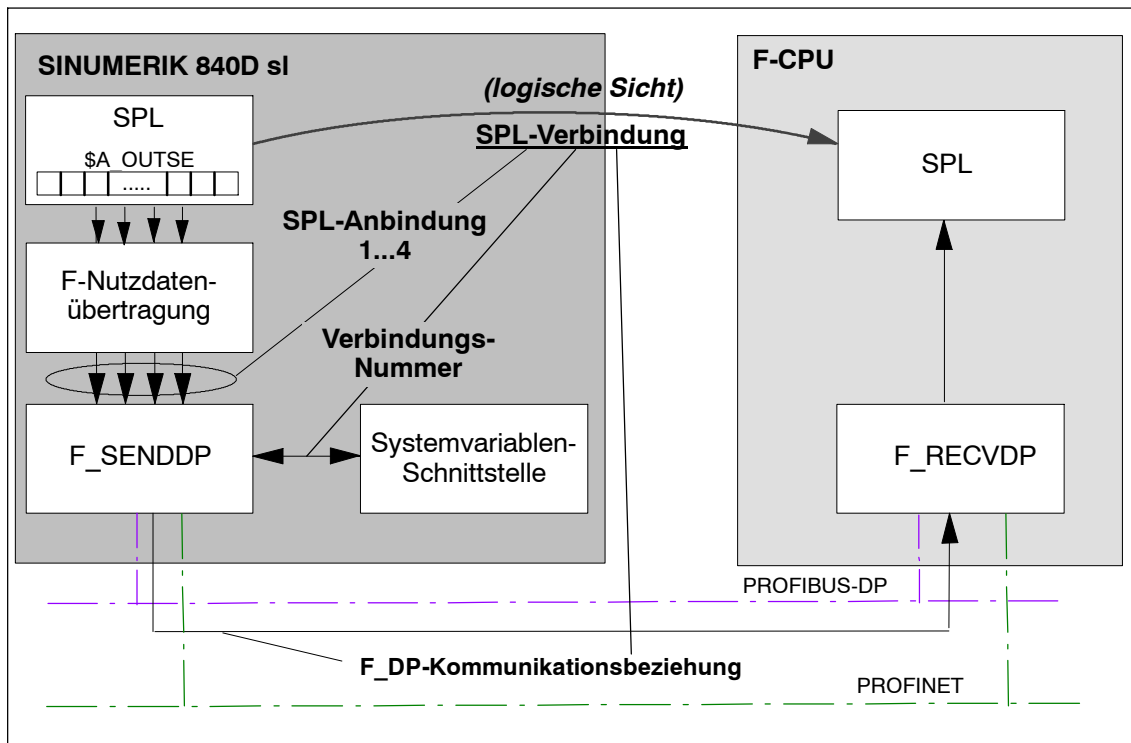 SINUMERIK 840D sl
F-CPU
(logische Sicht)
SPL
SPL-Verbindung
$A_OUTSE
.....
SPL
SPL-Anbindung
1...4
F-Nutzdaten-
übertragung
Verbindungs-
Nummer
F_SENDDP
Systemvariablen-
Schnittstelle
F_RECVDP
PROFIBUS-DP
F_DP-Kommunikationsbeziehung
PROFINET